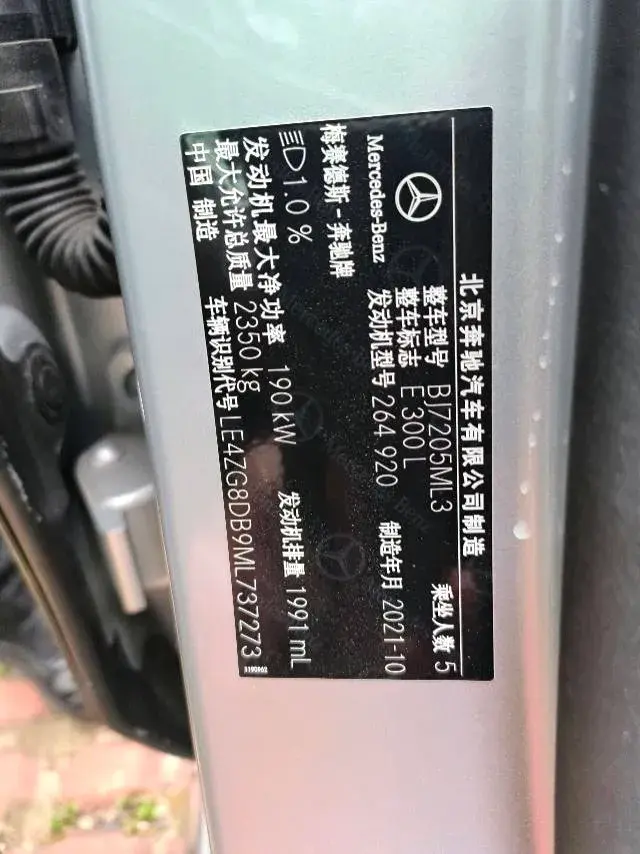 北京奔驰汽车有限公司制造
Mercedes-Benz
整车型号 BJ7205ML3 乘坐人数 5
整车标志 E 300 L
发动机型号 264 920 制造年月 2021-10
梅赛德斯-奔驰牌
1.0 %
发动机最大净功率 190 kW 发动机排量 1991 mL
最大允许总质量 2350 kg
中国 制造 车辆识别代号 LE4ZG8DB9ML737273